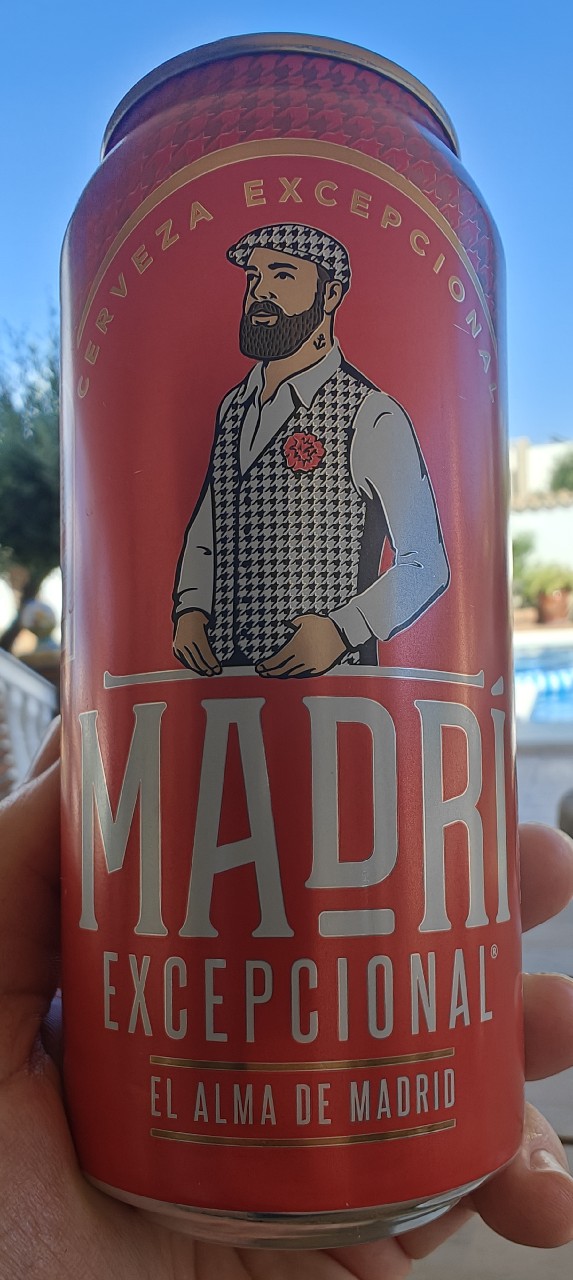 CERVEZA EXCEPCIONAL
MADRÍ
EXCEPCIONAL®
EL ALMA DE MADRID